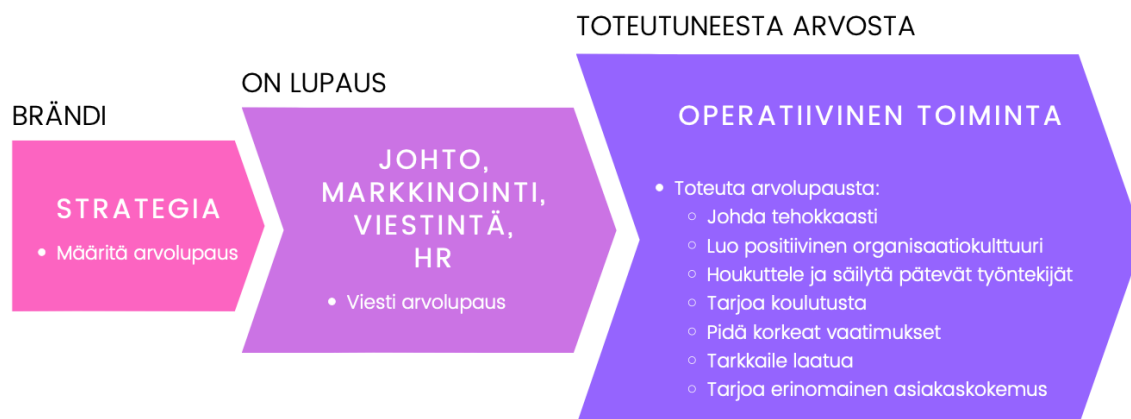 BRÄNDI
STRATEGIA
• Määritä arvolupaus
ON LUPAUS
JOHTO,
MARKKINOINTI,
VIESTINTÄ,
HR
• Viesti arvolupaus
TOTEUTUNEESTA ARVOSTA
OPERATIIVINEN TOIMINTA
• Toteuta arvolupausta:
◦ Johda tehokkaasti
◦ Luo positiivinen organisaatiokulttuuri
◦ Houkuttele ja säilytä pätevät työntekijät
◦ Tarjoa koulutusta
◦ Pidä korkeat vaatimukset
◦ Tarkkaile laatua
◦ Tarjoa erinomainen asiakaskokemus